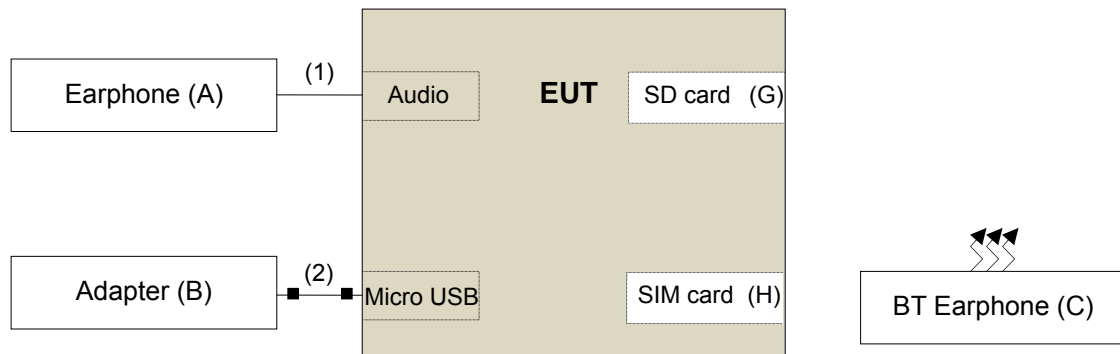 (1)
Earphone (A)
Audio
EUT
SD card (G)
(2)
Adapter (B)
Micro USB
SIM card (H)
BT Earphone (C)